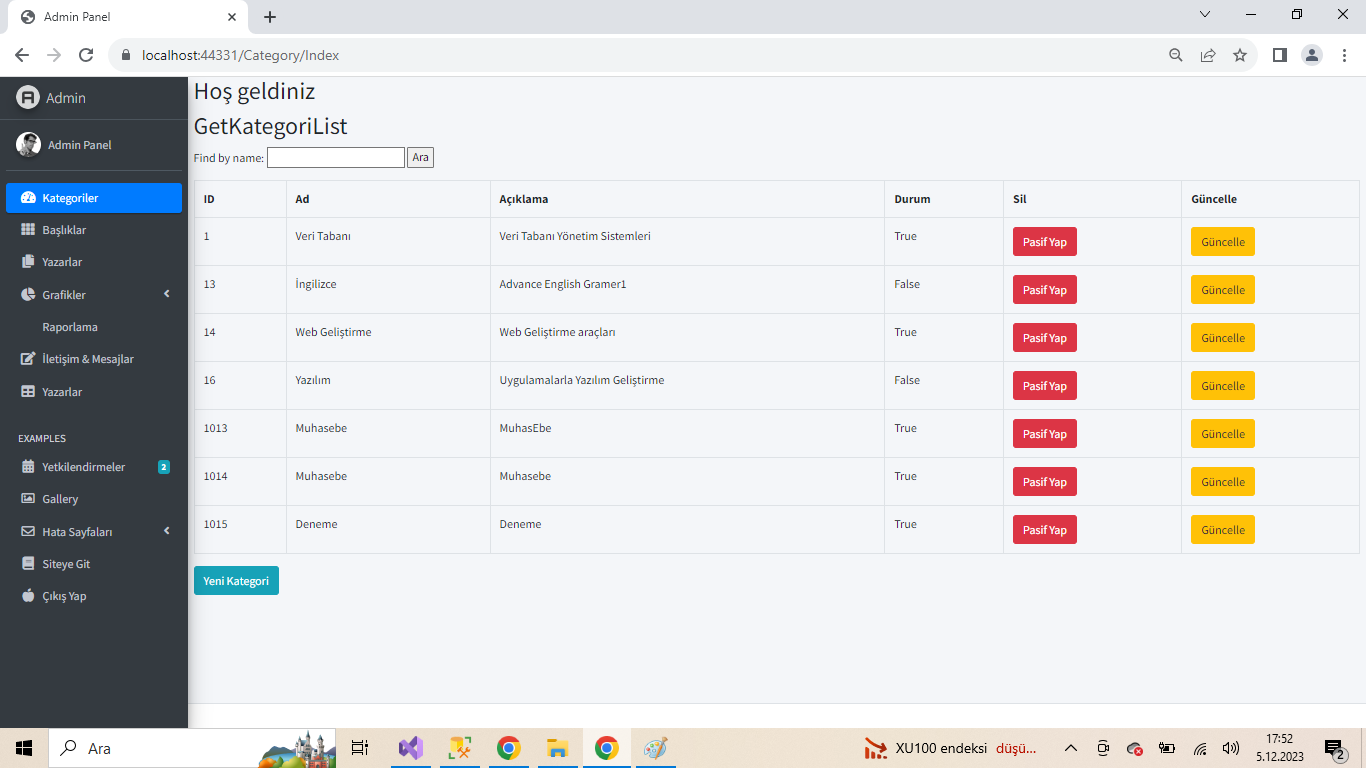 Admin Panel
localhost:44331/Category/Index
Admin
Admin Panel
Kategoriler
Başlıklar
Yazarlar
Grafikler
Raporlama
İletişim & Mesajlar
Yazarlar
EXAMPLES
Yetkilendirmeler 2
Gallery
Hata Sayfaları
Siteye Git
Çıkış Yap
Hoş geldiniz
GetKategoriList
Find by name: Ara
ID Ad Açıklama Durum Sil Güncelle
1 Veri Tabanı Veri Tabanı Yönetim Sistemleri True Pasif Yap Güncelle
13 İngilizce Advance English Gramer1 False Pasif Yap Güncelle
14 Web Geliştirme Web Geliştirme araçları True Pasif Yap Güncelle
16 Yazılım Uygulamalarla Yazılım Geliştirme False Pasif Yap Güncelle
1013 Muhasebe MuhasEbe True Pasif Yap Güncelle
1014 Muhasebe Muhasebe True Pasif Yap Güncelle
1015 Deneme Deneme True Pasif Yap Güncelle
Yeni Kategori
Ara
XU100 endeksi düşü...
17:52
5.12.2023
2